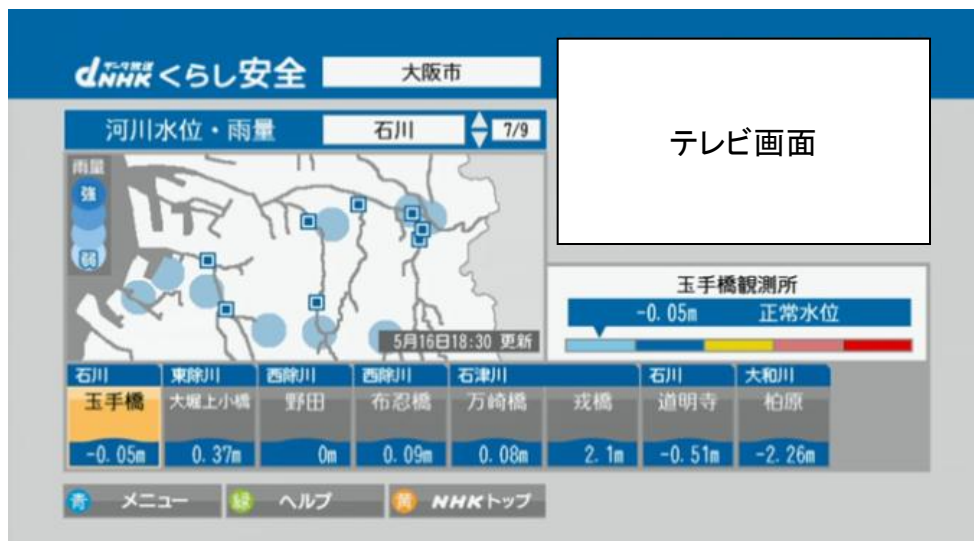 データ放送
dNHK くらし安全 大阪市
河川水位・雨量 石川 7/9
テレビ画面
雨量
強
弱
5月16日18:30 更新
玉手橋観測所
-0.05m 正常水位
石川 東除川 西除川 西除川 石津川 石川 大和川
玉手橋 大堀上小橋 野田 布忍橋 万崎橋 戎橋 道明寺 柏原
-0.05m 0.37m 0m 0.09m 0.08m 2.1m -0.51m -2.26m
青 メニュー 緑 ヘルプ 黄 NHKトップ